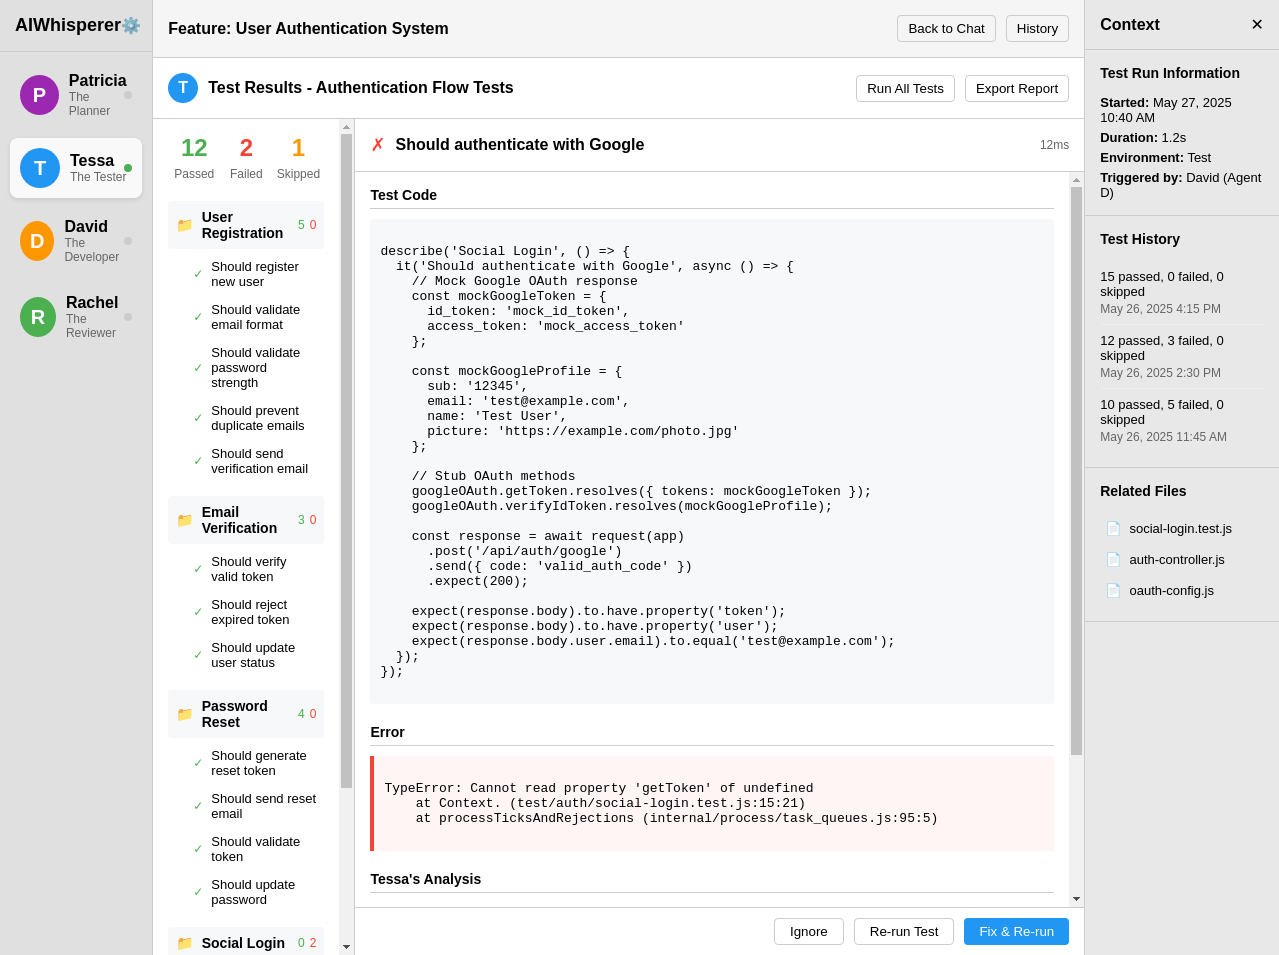 AIWhisperer⚙️
P
Patricia
The
Planner
T
Tessa
The Tester
D
David
The
Developer
R
Rachel
The
Reviewer
Feature: User Authentication System
Back to Chat
History
T
Test Results - Authentication Flow Tests
Run All Tests
Export Report
12
2
1
Passed
Failed
Skipped
📁 User
Registration
5 0
✓ Should register
new user
✓ Should validate
email format
✓ Should validate
password
strength
✓ Should prevent
duplicate emails
✓ Should send
verification email
📁 Email
Verification
3 0
✓ Should verify
valid token
✓ Should reject
expired token
✓ Should update
user status
📁 Password
Reset
4 0
✓ Should generate
reset token
✓ Should send reset
email
✓ Should validate
token
✓ Should update
password
📁 Social Login 0 2
✗ Should authenticate with Google
12ms
Test Code
describe('Social Login', () => {
  it('Should authenticate with Google', async () => {
    // Mock Google OAuth response
    const mockGoogleToken = {
      id_token: 'mock_id_token',
      access_token: 'mock_access_token'
    };
    const mockGoogleProfile = {
      sub: '12345',
      email: 'test@example.com',
      name: 'Test User',
      picture: 'https://example.com/photo.jpg'
    };
    // Stub OAuth methods
    googleOAuth.getToken.resolves({ tokens: mockGoogleToken });
    googleOAuth.verifyIdToken.resolves(mockGoogleProfile);
    const response = await request(app)
      .post('/api/auth/google')
      .send({ code: 'valid_auth_code' })
      .expect(200);
    expect(response.body).to.have.property('token');
    expect(response.body).to.have.property('user');
    expect(response.body.user.email).to.equal('test@example.com');
  });
});
Error
TypeError: Cannot read property 'getToken' of undefined
    at Context. (test/auth/social-login.test.js:15:21)
    at processTicksAndRejections (internal/process/task_queues.js:95:5)
Tessa's Analysis
Ignore
Re-run Test
Fix & Re-run
Context
✕
Test Run Information
Started: May 27, 2025
10:40 AM
Duration: 1.2s
Environment: Test
Triggered by: David (Agent
D)
Test History
15 passed, 0 failed, 0
skipped
May 26, 2025 4:15 PM
12 passed, 3 failed, 0
skipped
May 26, 2025 2:30 PM
10 passed, 5 failed, 0
skipped
May 26, 2025 11:45 AM
Related Files
📄 social-login.test.js
📄 auth-controller.js
📄 oauth-config.js